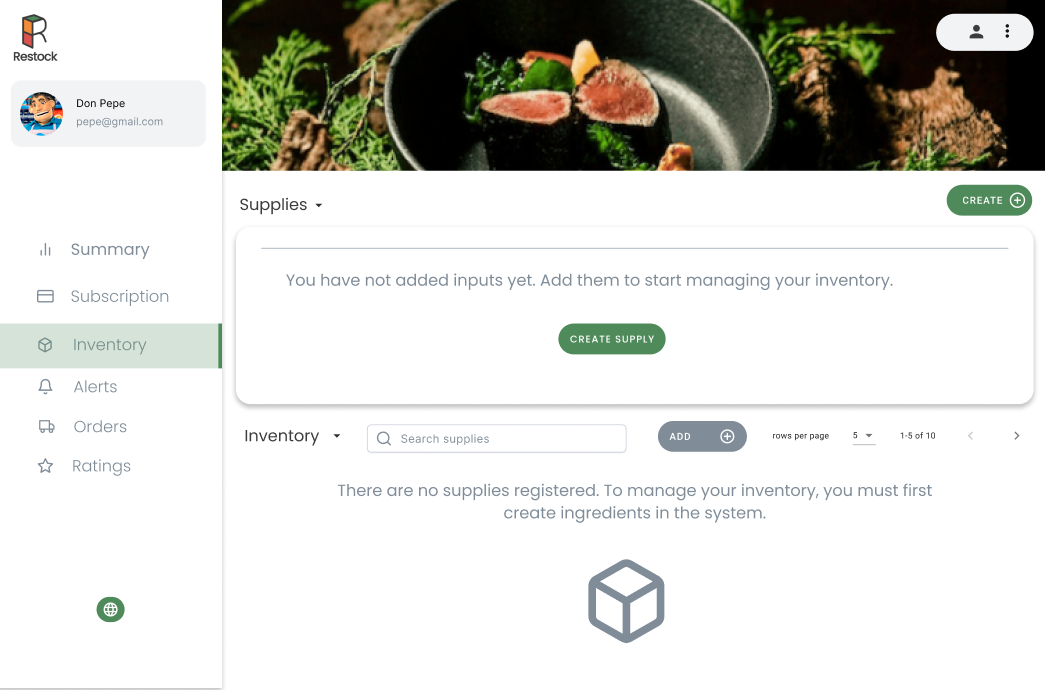 Restock
Don Pepe
pepe@gmail.com
Summary
Subscription
Inventory
Alerts
Orders
Ratings
Supplies
CREATE
You have not added inputs yet. Add them to start managing your inventory.
CREATE SUPPLY
Inventory
Search supplies
ADD
rows per page
5
1-5 of 10
There are no supplies registered. To manage your inventory, you must first
create ingredients in the system.